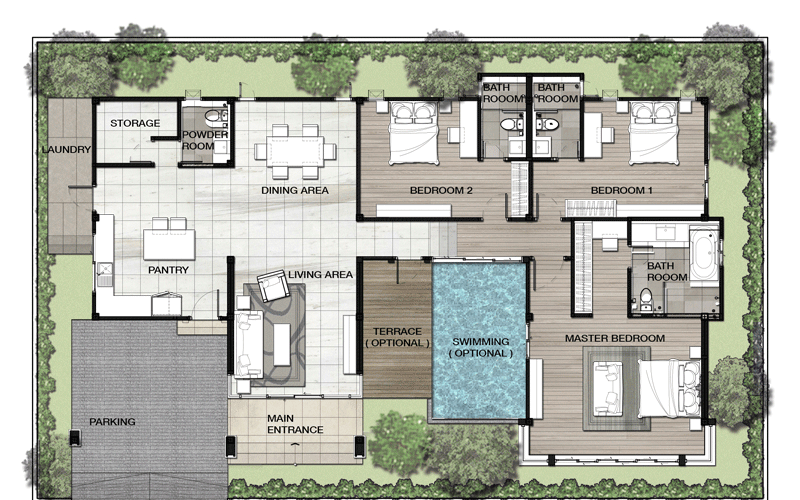 BATH
ROOOM
BATH
ROOOM
STORAGE
POWDER
ROOM
LAUNDRY
DINING AREA
BEDROOM 2
BEDROOM 1
PANTRY
LIVING AREA
BATH
ROOOM
TERRACE
( OPTIONAL )
SWIMMING
( OPTIONAL )
MASTER BEDROOM
PARKING
MAIN
ENTRANCE